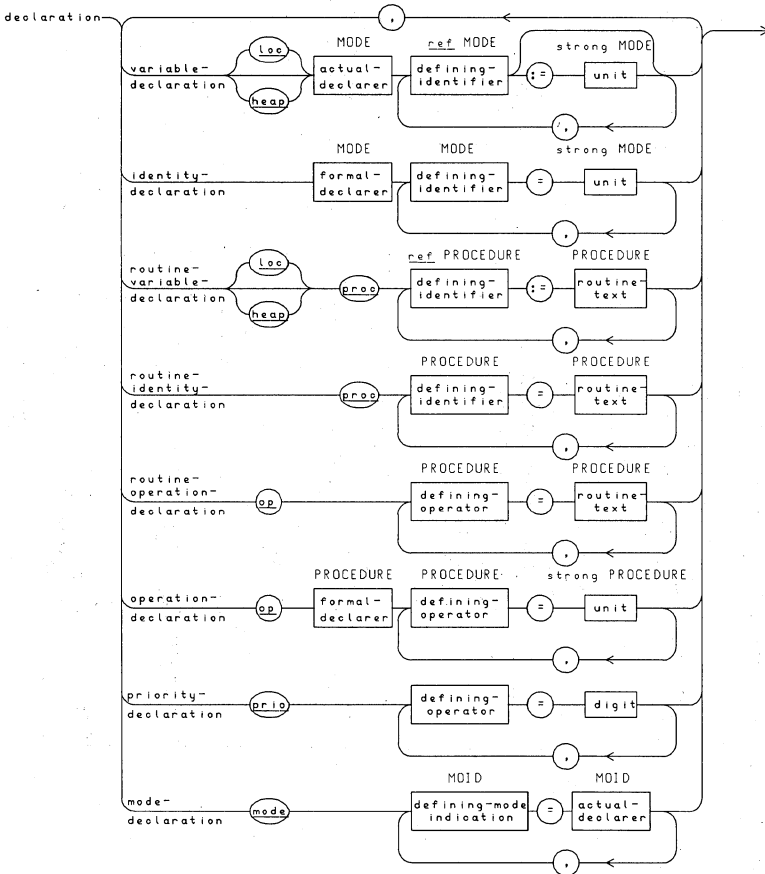 declaration
,
loc
MODE
ref MODE
strong MODE
variable-
declaration
actual-
declarer
defining-
identifier
:=
unit
heap
,
MODE
MODE
strong MODE
identity-
declaration
formal-
declarer
defining-
identifier
=
unit
,
loc
ref PROCEDURE
PROCEDURE
routine-
variable-
declaration
proc
defining-
identifier
:=
routine-
text
heap
,
PROCEDURE
PROCEDURE
routine-
identity-
declaration
proc
defining-
identifier
=
routine-
text
,
PROCEDURE
PROCEDURE
routine-
operation-
declaration
op
defining-
operator
=
routine-
text
,
PROCEDURE
PROCEDURE
strong PROCEDURE
operation-
declaration
op
formal-
declarer
defining-
operator
=
unit
,
priority-
declaration
prio
defining-
operator
=
digit
,
MOID
MOID
mode-
declaration
mode
defining-mode
indication
=
actual-
declarer
,